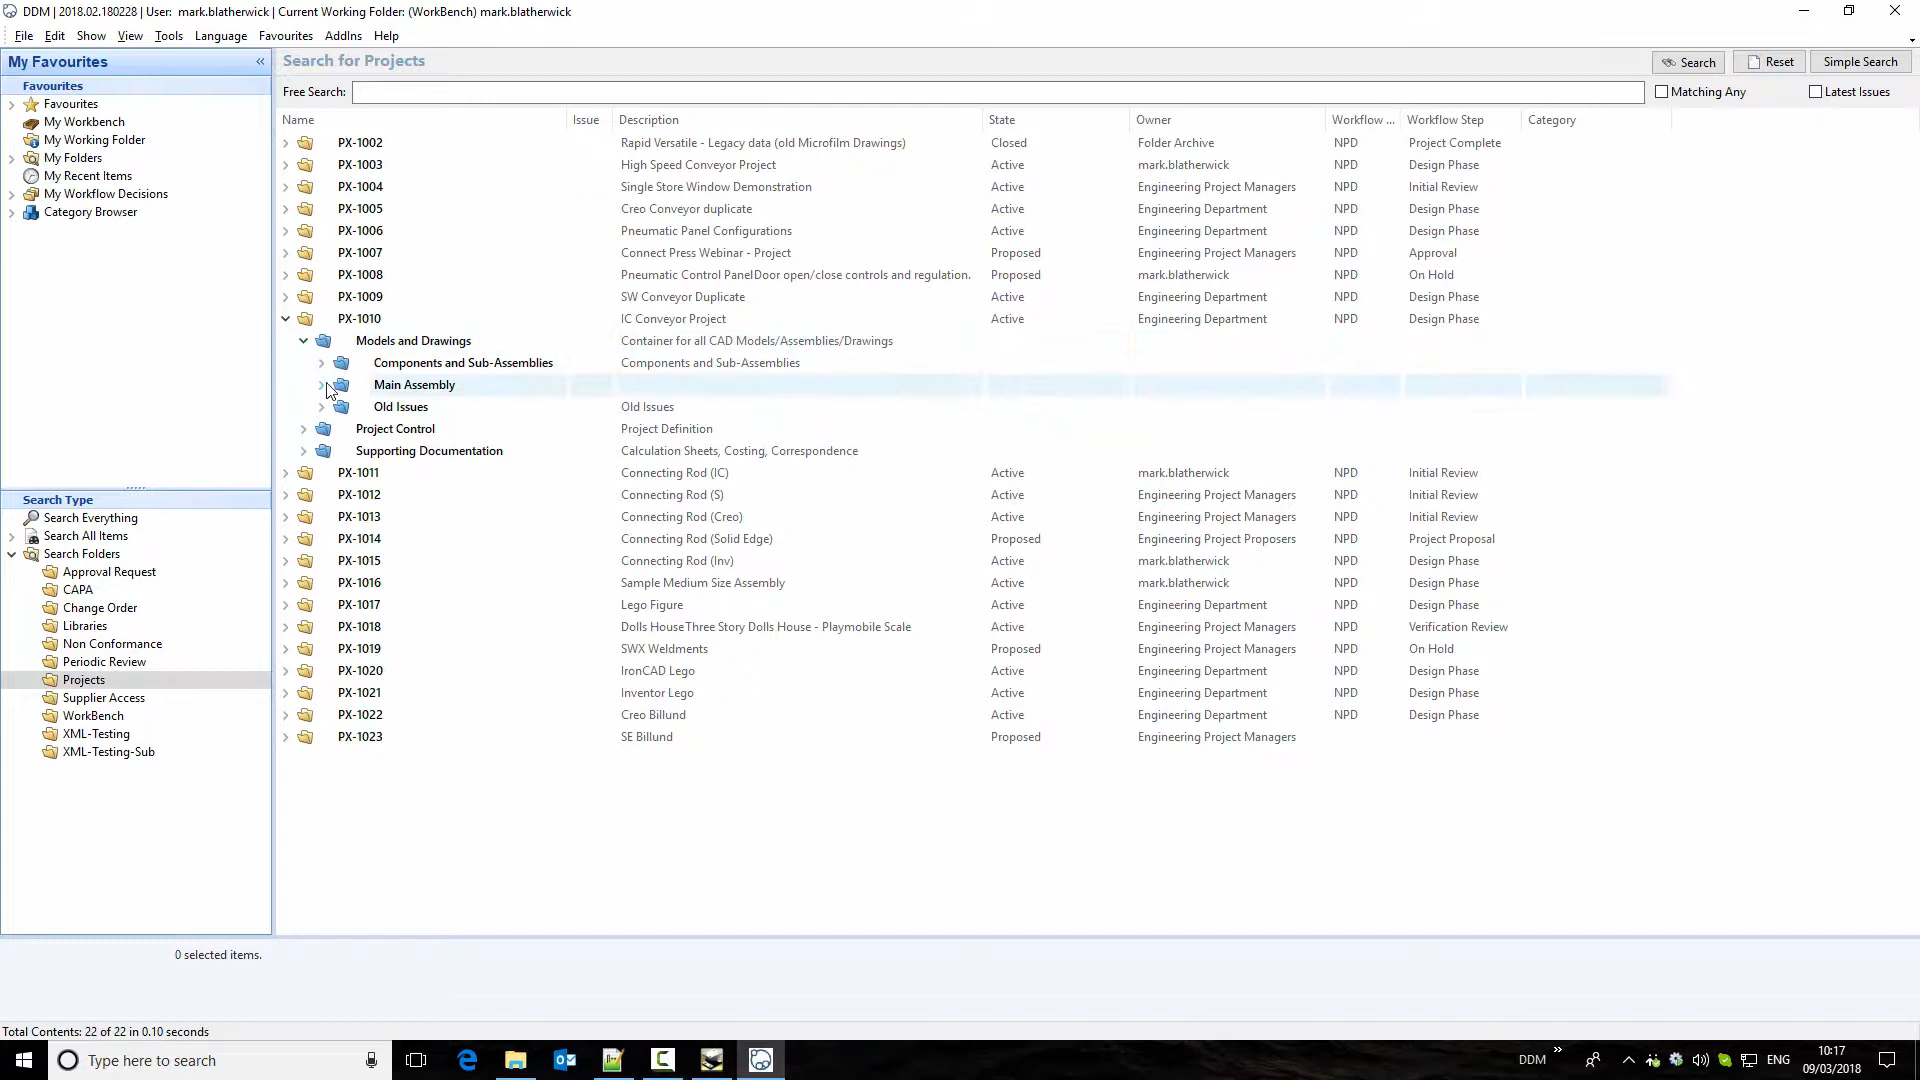 DDM | 2018.02.180228 | User: mark.blatherwick | Current Working Folder: (WorkBench) mark.blatherwick
File Edit Show View Tools Language Favourites AddIns Help
My Favourites «
Favourites
Favourites
My Workbench
My Working Folder
My Folders
My Recent Items
My Workflow Decisions
Category Browser
Search Type
Search Everything
Search All Items
Search Folders
Approval Request
CAPA
Change Order
Libraries
Non Conformance
Periodic Review
Projects
Supplier Access
WorkBench
XML-Testing
XML-Testing-Sub
Search for Projects Search Reset Simple Search
Free Search: Matching Any Latest Issues
Name Issue Description State Owner Workflow ... Workflow Step Category
PX-1002 Rapid Versatile - Legacy data (old Microfilm Drawings) Closed Folder Archive NPD Project Complete
PX-1003 High Speed Conveyor Project Active mark.blatherwick NPD Design Phase
PX-1004 Single Store Window Demonstration Active Engineering Project Managers NPD Initial Review
PX-1005 Creo Conveyor duplicate Active Engineering Department NPD Design Phase
PX-1006 Pneumatic Panel Configurations Active Engineering Department NPD Design Phase
PX-1007 Connect Press Webinar - Project Proposed Engineering Project Managers NPD Approval
PX-1008 Pneumatic Control PanelDoor open/close controls and regulation. Proposed mark.blatherwick NPD On Hold
PX-1009 SW Conveyor Duplicate Active Engineering Department NPD Design Phase
PX-1010 IC Conveyor Project Active Engineering Department NPD Design Phase
Models and Drawings Container for all CAD Models/Assemblies/Drawings
Components and Sub-Assemblies Components and Sub-Assemblies
Main Assembly
Old Issues Old Issues
Project Control Project Definition
Supporting Documentation Calculation Sheets, Costing, Correspondence
PX-1011 Connecting Rod (IC) Active mark.blatherwick NPD Initial Review
PX-1012 Connecting Rod (S) Active Engineering Project Managers NPD Initial Review
PX-1013 Connecting Rod (Creo) Active Engineering Project Managers NPD Initial Review
PX-1014 Connecting Rod (Solid Edge) Proposed Engineering Project Proposers NPD Project Proposal
PX-1015 Connecting Rod (Inv) Active mark.blatherwick NPD Design Phase
PX-1016 Sample Medium Size Assembly Active mark.blatherwick NPD Design Phase
PX-1017 Lego Figure Active Engineering Department NPD Design Phase
PX-1018 Dolls HouseThree Story Dolls House - Playmobile Scale Active Engineering Project Managers NPD Verification Review
PX-1019 SWX Weldments Proposed Engineering Project Managers NPD On Hold
PX-1020 IronCAD Lego Active Engineering Department NPD Design Phase
PX-1021 Inventor Lego Active Engineering Department NPD Design Phase
PX-1022 Creo Billund Active Engineering Department NPD Design Phase
PX-1023 SE Billund Proposed Engineering Project Managers
0 selected items.
Total Contents: 22 of 22 in 0.10 seconds
Type here to search DDM » ENG 10:17
09/03/2018